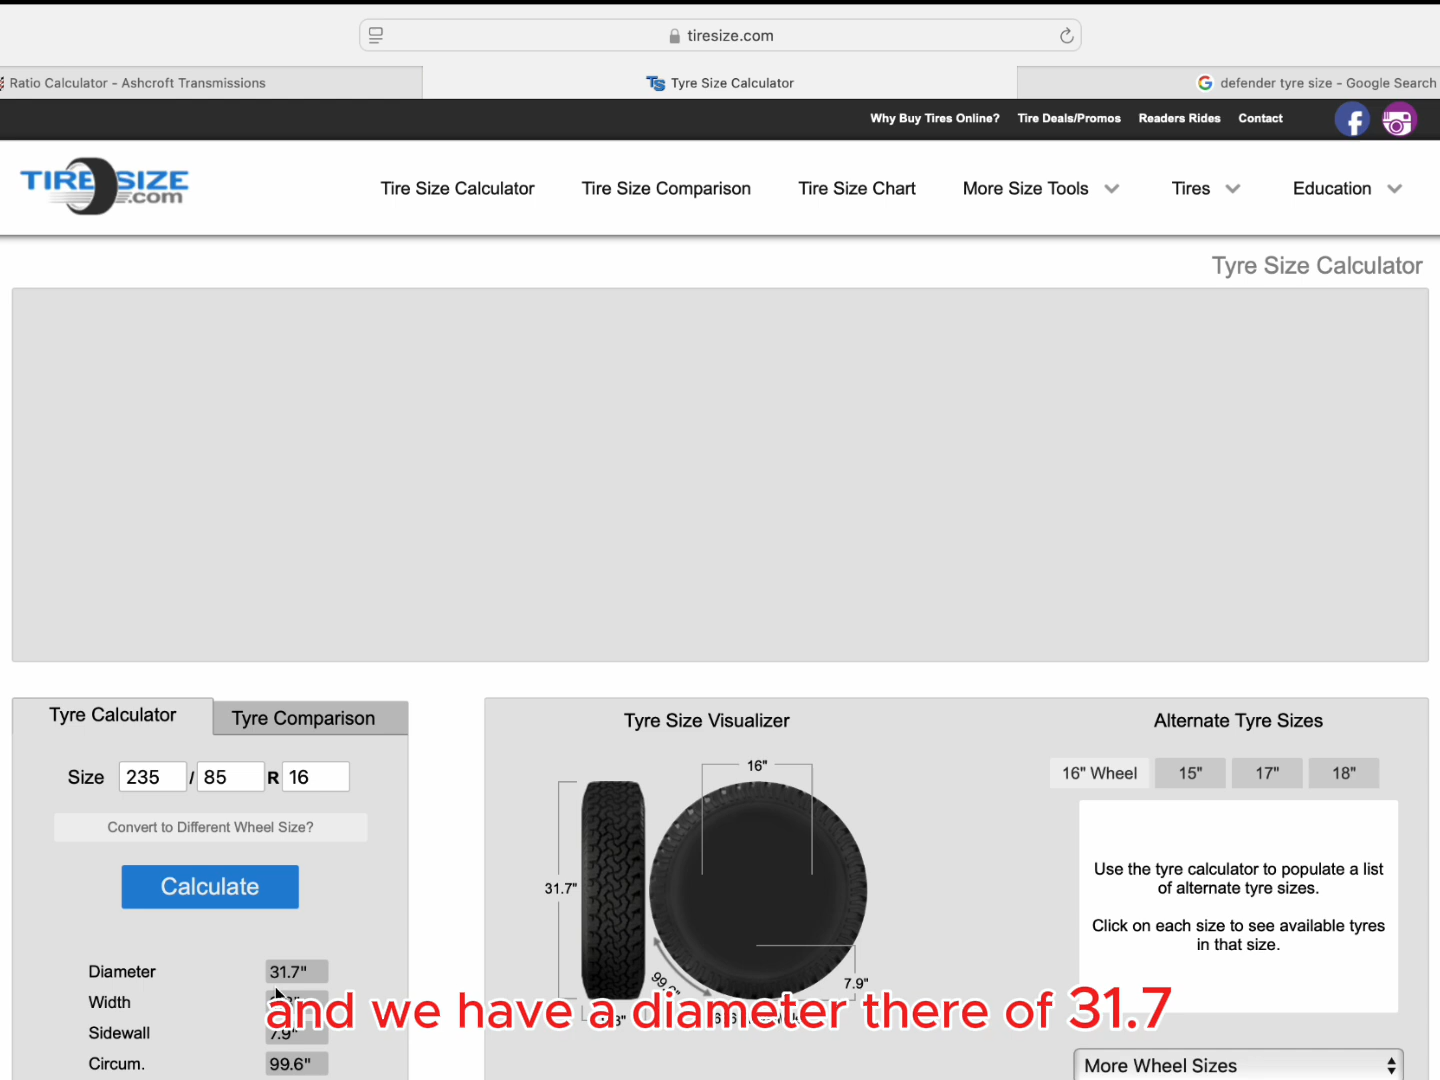 tiresize.com
Ratio Calculator - Ashcroft Transmissions
TS Tyre Size Calculator
G defender tyre size - Google Search
Why Buy Tires Online? Tire Deals/Promos Readers Rides Contact
TIRE SIZE .com
Tire Size Calculator Tire Size Comparison Tire Size Chart More Size Tools Tires Education
Tyre Size Calculator
Tyre Calculator Tyre Comparison
Size 235 / 85 R 16
Convert to Different Wheel Size?
Calculate
Diameter 31.7"
Width
Sidewall 7.9"
Circum. 99.6"
Tyre Size Visualizer
16"
31.7"
7.9"
Alternate Tyre Sizes
16" Wheel 15" 17" 18"
Use the tyre calculator to populate a list
of alternate tyre sizes.
Click on each size to see available tyres
in that size.
More Wheel Sizes
and we have a diameter there of 31.7